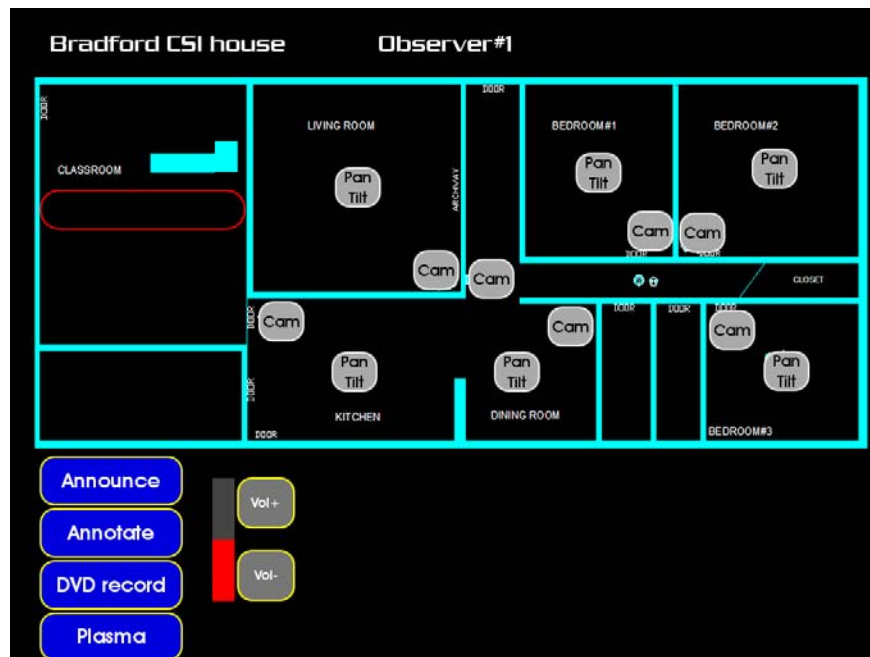 Bradford CSI house Observer#1
DOOR
DOOR
LIVING ROOM
BEDROOM#1
BEDROOM#2
CLASSROOM
Pan
Tilt
Pan
Tilt
Pan
Tilt
ARCHWAY
Cam
Cam
DOOR
DOOR
Cam
Cam
CLOSET
DOOR
DOOR
DOOR
DOOR
Cam
Cam
Cam
Pan
Tilt
Pan
Tilt
Pan
Tilt
DOOR
KITCHEN
DINING ROOM
DOOR
BEDROOM#3
Announce
Vol+
Annotate
DVD record
Vol-
Plasma